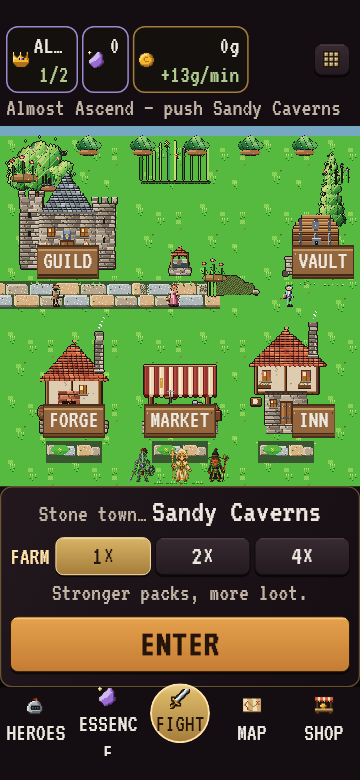 AL…
1/2
0
0g
+13g/min
Almost Ascend – push Sandy Caverns
GUILD
VAULT
FORGE
MARKET
INN
Stone town… Sandy Caverns
FARM 1X 2X 4X
Stronger packs, more loot.
ENTER
HEROES
ESSENC
E
FIGHT
MAP
SHOP